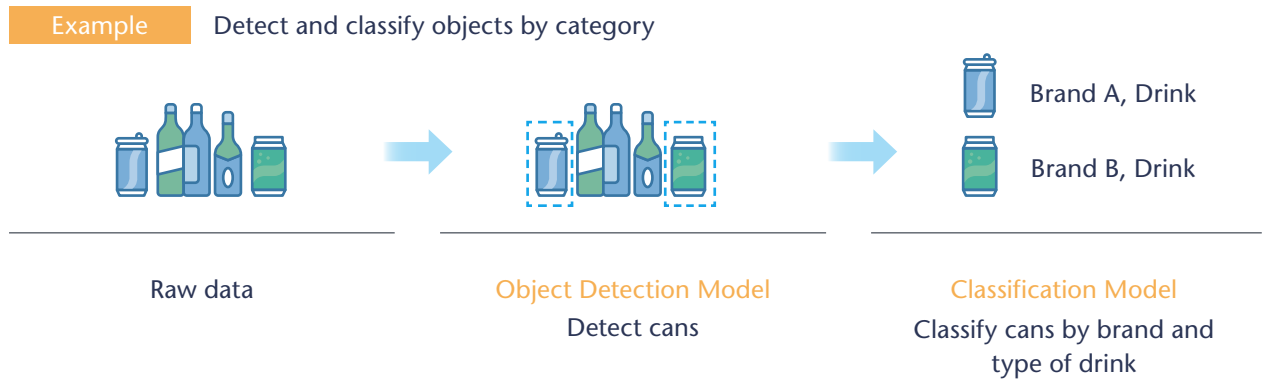 Example
Detect and classify objects by category
Brand A, Drink
Brand B, Drink
Raw data
Object Detection Model
Detect cans
Classification Model
Classify cans by brand and
type of drink